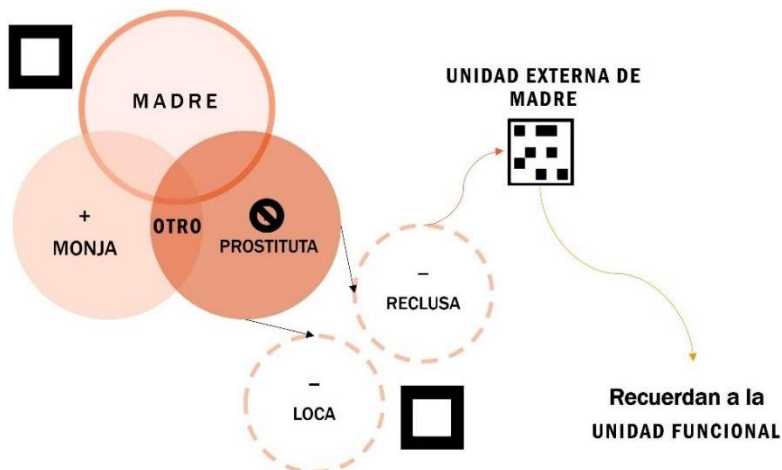 MADRE
+
MONJA
OTRO
PROSTITUTA
UNIDAD EXTERNA DE
MADRE
–
RECLUSA
–
LOCA
Recuerdan a la
UNIDAD FUNCIONAL